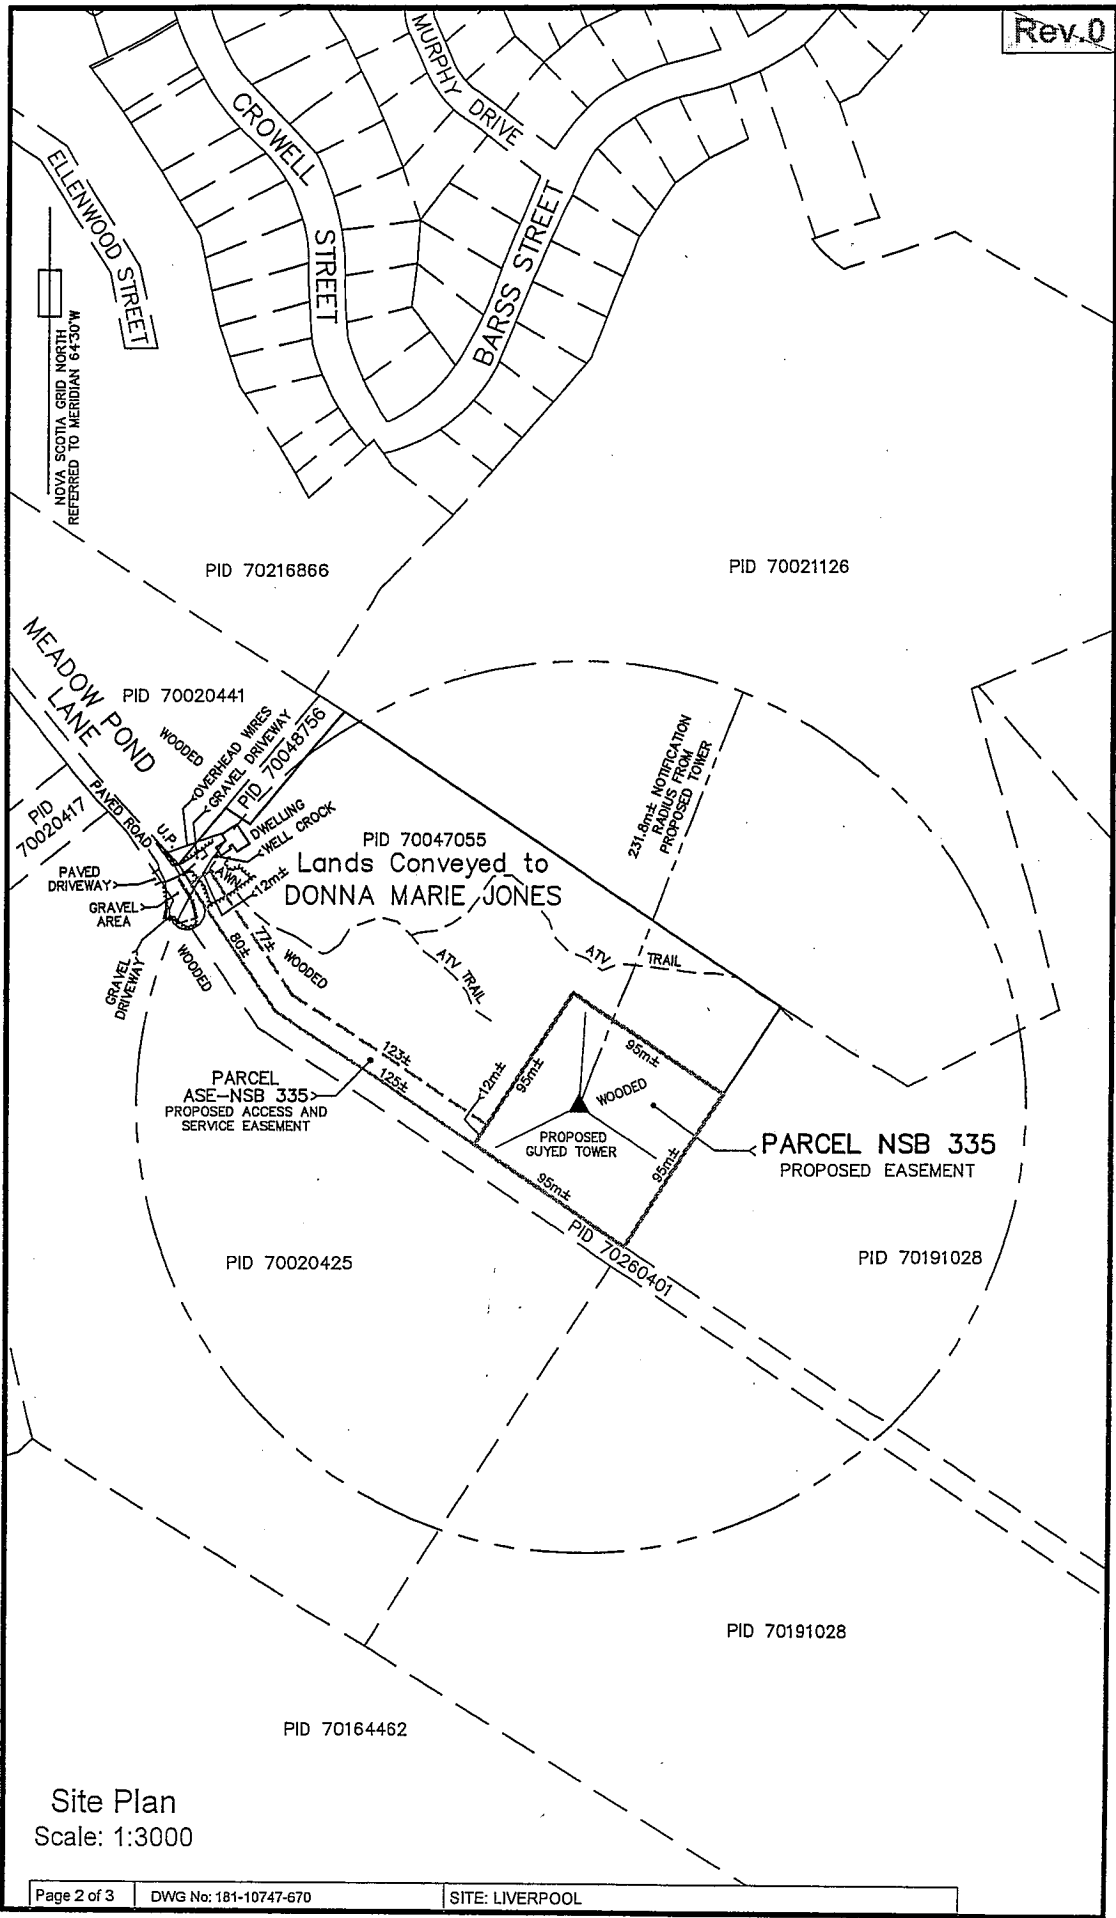 Rev.0
MURPHY DRIVE
CROWELL
STREET
BARSS STREET
ELLENWOOD STREET
NOVA SCOTIA GRID NORTH
REFERRED TO MERIDIAN 64°30'W
PID 70216866
PID 70021126
MEADOW POND
LANE
PID 70020441
WOODED
OVERHEAD WIRES
GRAVEL DRIVEWAY
PID 70048756
231.8m± NOTIFICATION
RADIUS FROM
PROPOSED TOWER
PID
70020417
PAVED ROAD
U.P.
DWELLING
WELL CROCK
PID 70047055
Lands Conveyed to
DONNA MARIE JONES
PAVED
DRIVEWAY
LAWN
12m±
GRAVEL
AREA
GRAVEL
DRIVEWAY
WOODED
80±
77±
WOODED
ATV TRAIL
ATV TRAIL
123±
125±
12m±
95m±
95m±
WOODED
PARCEL
ASE-NSB 335
PROPOSED ACCESS AND
SERVICE EASEMENT
PROPOSED
GUYED TOWER
PARCEL NSB 335
PROPOSED EASEMENT
95m±
95m±
PID 70260401
PID 70020425
PID 70191028
PID 70191028
PID 70164462
Site Plan
Scale: 1:3000
Page 2 of 3
DWG No: 181-10747-670
SITE: LIVERPOOL